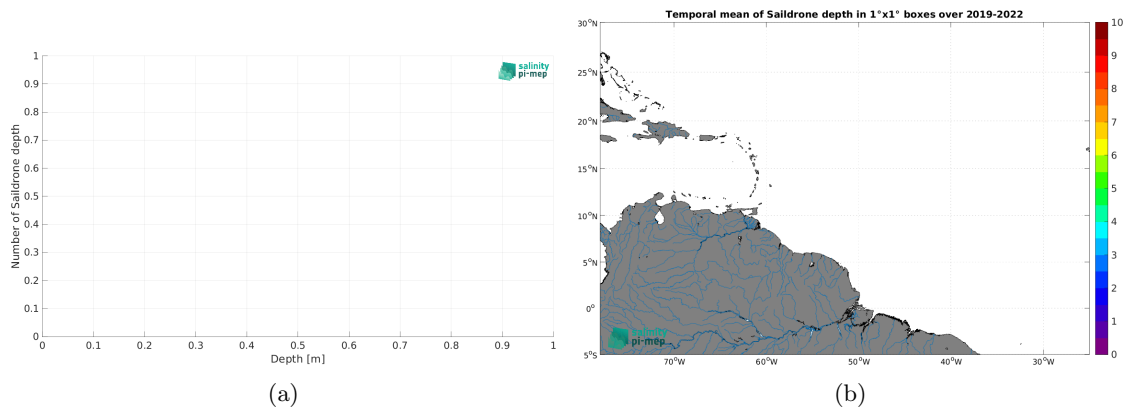 Temporal mean of Saildrone depth in 1°x1° boxes over 2019-2022
salinity
pi-mep
Number of Saildrone depth
1
0.9
0.8
0.7
0.6
0.5
0.4
0.3
0.2
0.1
0
0 0.1 0.2 0.3 0.4 0.5 0.6 0.7 0.8 0.9 1
Depth [m]
(a)
30°N
25°N
20°N
15°N
10°N
5°N
0°
5°S
70°W 60°W 50°W 40°W 30°W
salinity
pi-mep
10
9
8
7
6
5
4
3
2
1
0
(b)